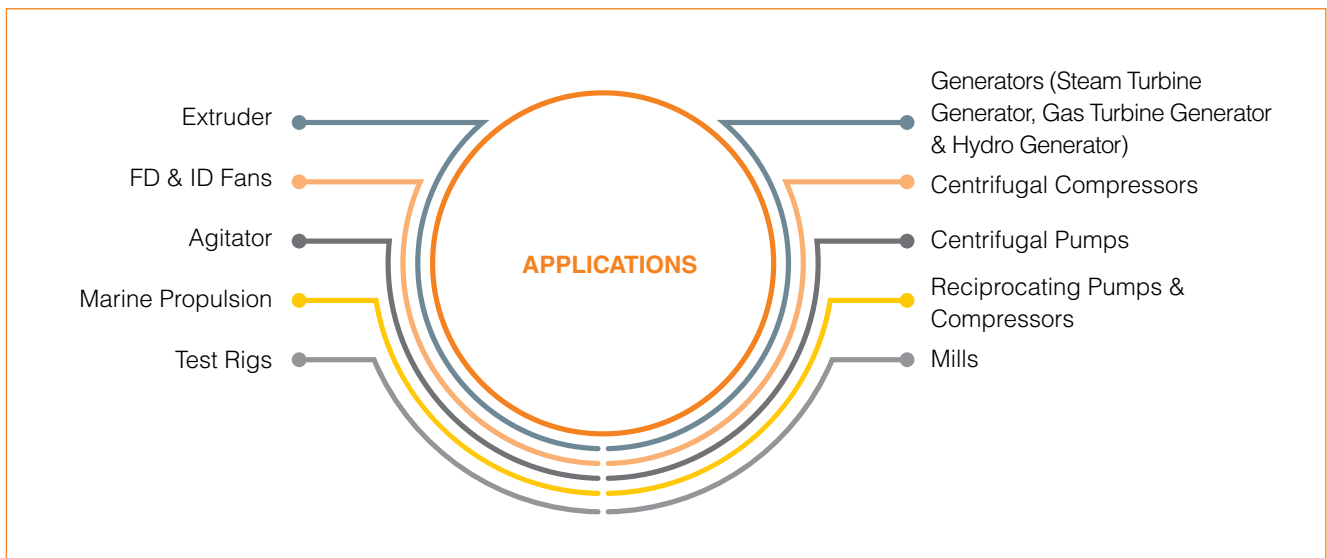 Extruder
FD & ID Fans
Agitator
Marine Propulsion
Test Rigs
APPLICATIONS
Generators (Steam Turbine
Generator, Gas Turbine Generator
& Hydro Generator)
Centrifugal Compressors
Centrifugal Pumps
Reciprocating Pumps &
Compressors
Mills